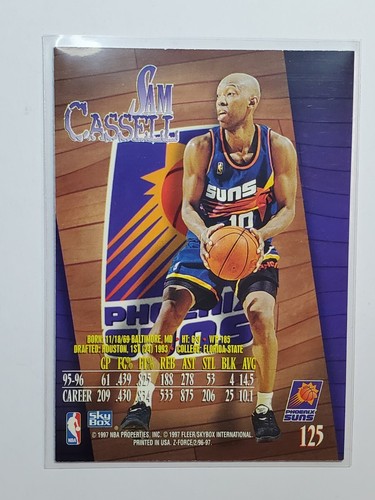 SAM
CASSELL
SUNS
10
PHOENIX
SUNS
BORN: 11/18/69 BALTIMORE, MD • HT: • WT: 185
DRAFTED: HOUSTON, 1ST (24) 1993 • COLLEGE: FLORIDA STATE
GP FG% FT% REB AST STL BLK AVG
95-96 61 .439 188 278 53 4 14.5
CAREER 209 .430 533 875 206 25 10.1
NBA
SkyBox
PHOENIX
SUNS
125
© 1997 NBA PROPERTIES, INC. © 1997 FLEER/SKYBOX INTERNATIONAL
PRINTED IN USA. Z-FORCE/2 '96-97